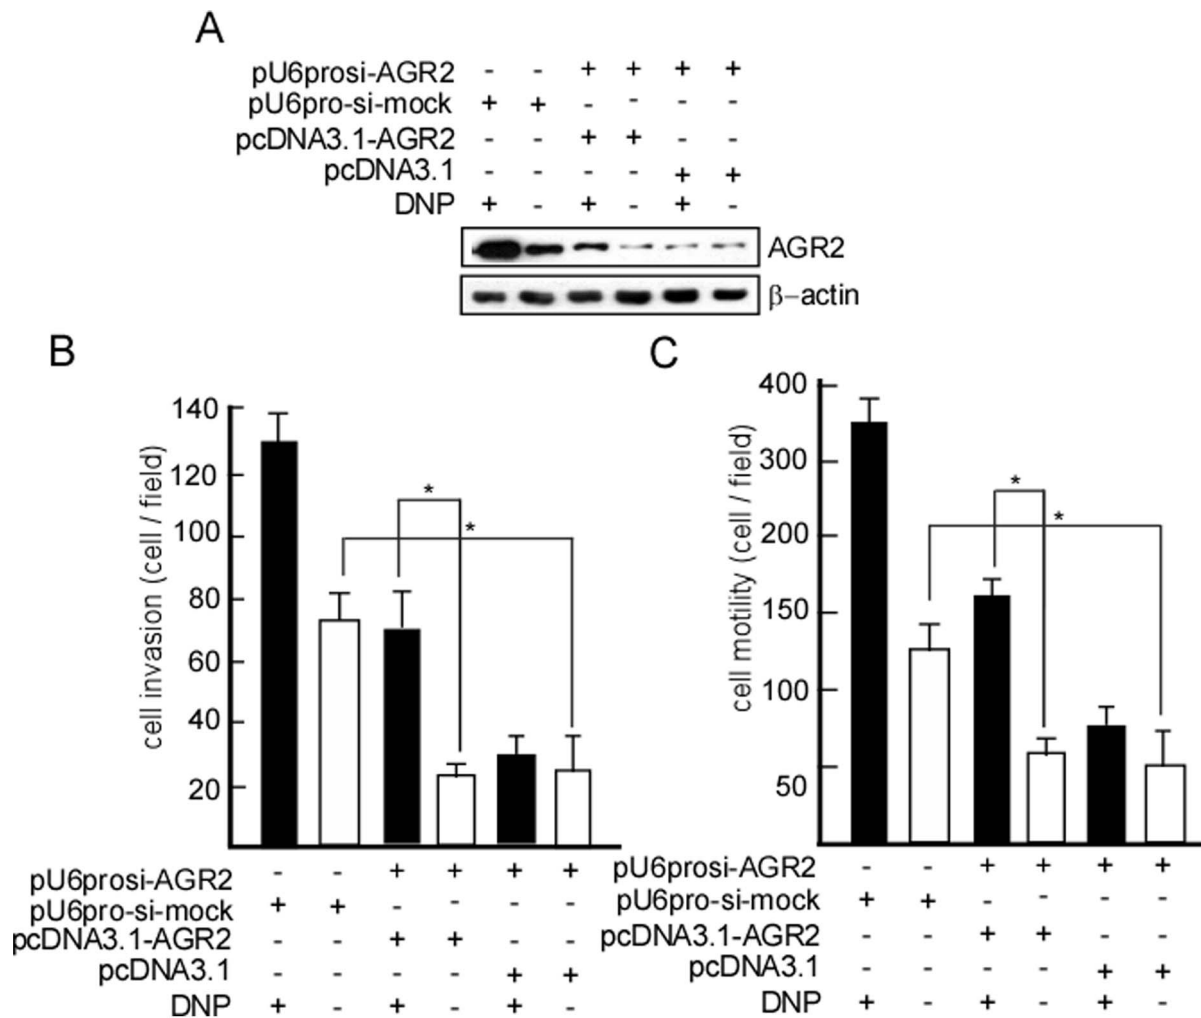 A
pU6prosi-AGR2 - - + + + +
pU6pro-si-mock + + - - - -
pcDNA3.1-AGR2 - - + + - -
pcDNA3.1 - - - - + +
DNP + - + - + -
AGR2
β–actin
B
cell invasion (cell / field)
140
120
100
80
60
40
20
*
*
pU6prosi-AGR2 - - + + + +
pU6pro-si-mock + + - - - -
pcDNA3.1-AGR2 - - + + - -
pcDNA3.1 - - - - + +
DNP + - + - + -
C
cell motility (cell / field)
400
300
200
150
100
50
*
*
pU6prosi-AGR2 - - + + + +
pU6pro-si-mock + + - - - -
pcDNA3.1-AGR2 - - + + - -
pcDNA3.1 - - - - + +
DNP + - + - + -